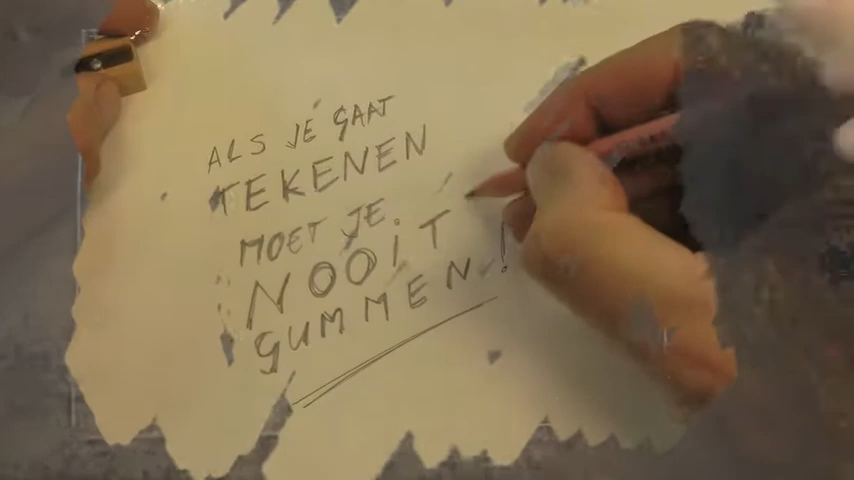 ALS JE GAAT
TEKENEN
MOET JE
NOOIT
GUMMEN!